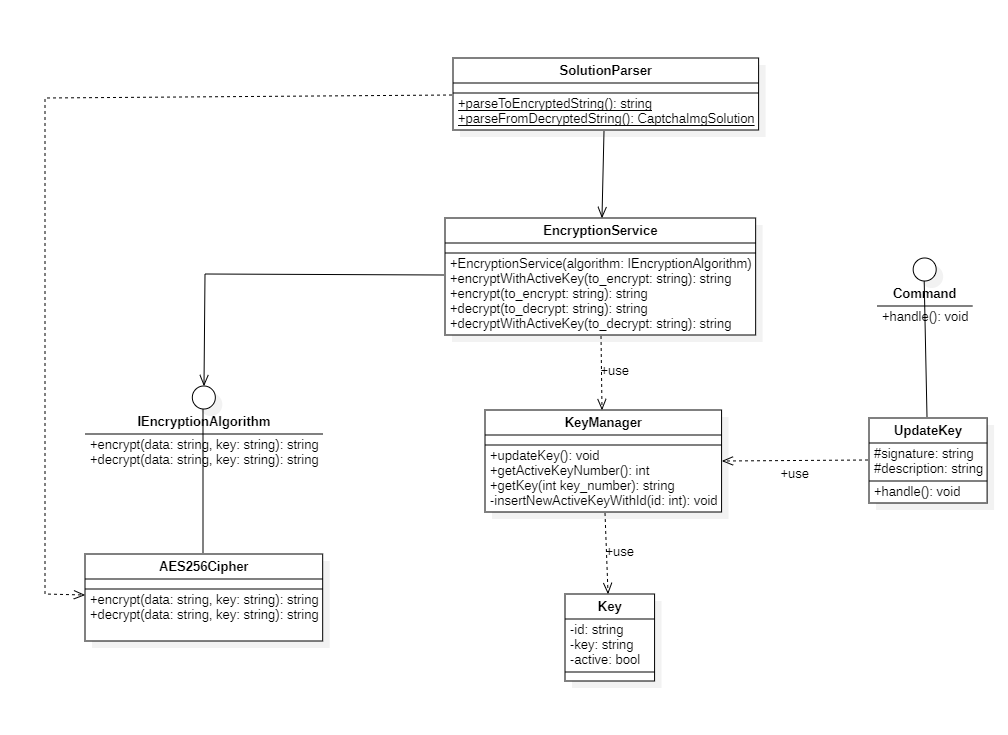 SolutionParser
+parseToEncryptedString(): string
+parseFromDecryptedString(): CaptchaImgSolution
EncryptionService
+EncryptionService(algorithm: IEncryptionAlgorithm)
+encryptWithActiveKey(to_encrypt: string): string
+encrypt(to_encrypt: string): string
+decrypt(to_decrypt: string): string
+decryptWithActiveKey(to_decrypt: string): string
Command
+handle(): void
+use
IEncryptionAlgorithm
+encrypt(data: string, key: string): string
+decrypt(data: string, key: string): string
KeyManager
+updateKey(): void
+getActiveKeyNumber(): int
+getKey(int key_number): string
-insertNewActiveKeyWithId(id: int): void
+use
UpdateKey
#signature: string
#description: string
+handle(): void
+use
AES256Cipher
+encrypt(data: string, key: string): string
+decrypt(data: string, key: string): string
Key
-id: string
-key: string
-active: bool